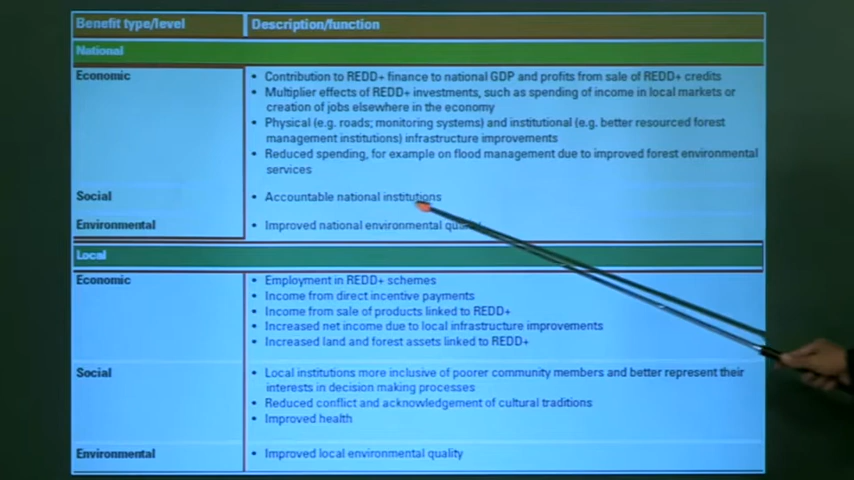 Benefit type/level Description/function
National
Economic
• Contribution to REDD+ finance to national GDP and profits from sale of REDD+ credits
• Multiplier effects of REDD+ investments, such as spending of income in local markets or
creation of jobs elsewhere in the economy
• Physical (e.g. roads; monitoring systems) and institutional (e.g. better resourced forest
management institutions) infrastructure improvements
• Reduced spending, for example on flood management due to improved forest environmental
services
Social • Accountable national institutions
Environmental • Improved national environmental quality
Local
Economic • Employment in REDD+ schemes
• Income from direct incentive payments
• Income from sale of products linked to REDD+
• Increased net income due to local infrastructure improvements
• Increased land and forest assets linked to REDD+
Social • Local institutions more inclusive of poorer community members and better represent their
interests in decision making processes
• Reduced conflict and acknowledgement of cultural traditions
• Improved health
Environmental • Improved local environmental quality